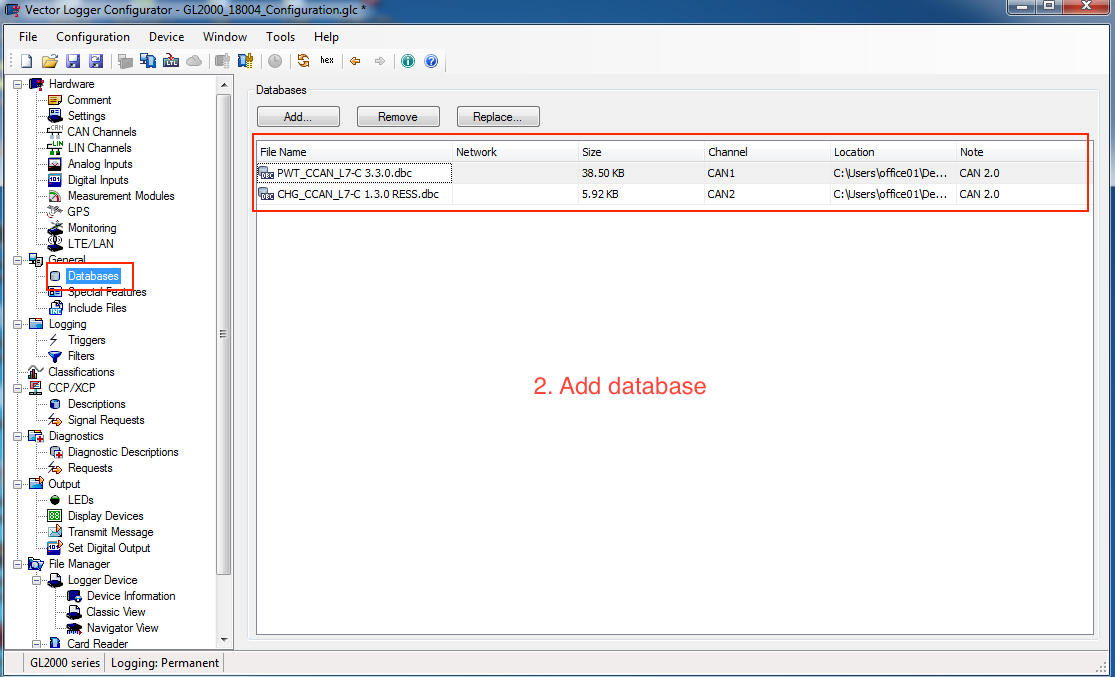 Vector Logger Configurator - GL2000_18004_Configuration.glc *
File Configuration Device Window Tools Help
hex
Hardware
Comment
Settings
CAN Channels
LIN Channels
Analog Inputs
Digital Inputs
Measurement Modules
GPS
Monitoring
LTE/LAN
General
Databases
Special Features
Include Files
Logging
Triggers
Filters
Classifications
CCP/XCP
Descriptions
Signal Requests
Diagnostics
Diagnostic Descriptions
Requests
Output
LEDs
Display Devices
Transmit Message
Set Digital Output
File Manager
Logger Device
Device Information
Classic View
Navigator View
Card Reader
Databases
Add... Remove Replace...
File Name Network Size Channel Location Note
PWT_CCAN_L7-C 3.3.0.dbc 38.50 KB CAN1 C:\Users\office01\De... CAN 2.0
CHG_CCAN_L7-C 1.3.0 RESS.dbc 5.92 KB CAN2 C:\Users\office01\De... CAN 2.0
2. Add database
GL2000 series Logging: Permanent